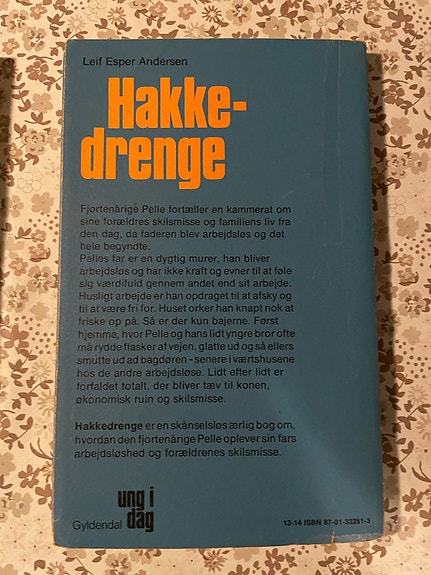 Leif Esper Andersen
Hakke-
drenge
Fjortenårige Pelle fortæller en kammerat om
sine forældres skilsmisse og familiens liv fra
den dag, da faderen blev arbejdsløs og det
hele begyndte.
Pelles far er en dygtig murer, han bliver
arbejdsløs og har ikke kraft og evner til at føle
sig værdifuld gennem andet end sit arbejde.
Husligt arbejde er han opdraget til at afsky og
til at være fri for. Huset orker han knapt nok at
friske op på. Så er der kun bajerne. Først
hjemme, hvor Pelle og hans lidt yngre bror ofte
må rydde flasker af vejen, glatte ud og så ellers
smutte ud ad bagdøren - senere i værtshusene
hos de andre arbejdsløse. Lidt efter lidt er
forfaldet totalt, der bliver tæv til konen,
økonomisk ruin og skilsmisse.
Hakkedrenge er en skånselsløs ærlig bog om,
hvordan den fjortenårige Pelle oplever sin fars
arbejdsløshed og forældrenes skilsmisse.
Gyldendal
ung i
dag
12-14 ISBN 87-01-33281-3